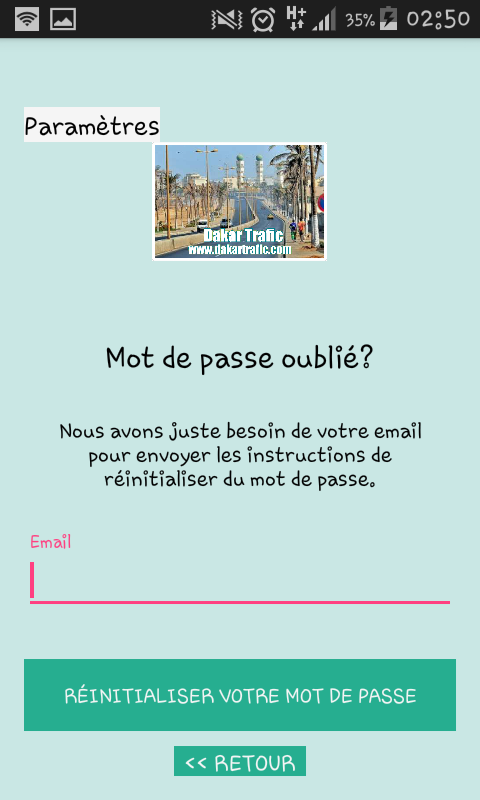 H+ 35% 02:50
Paramètres
Dakar Trafic
www.dakartrafic.com
Mot de passe oublié?
Nous avons juste besoin de votre email
pour envoyer les instructions de
réinitialiser du mot de passe.
Email
RÉINITIALISER VOTRE MOT DE PASSE
<< RETOUR